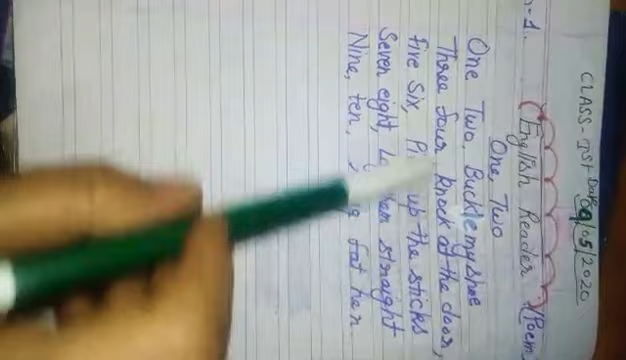 CLASS - 1st Date 09/05/2020
(English Reader) (Poem
One, Two
One Two, Buckle my shoe
Three four, knock at the door,
five Six, up the sticks
Seven eight, straight
Nine, ten, fat hen